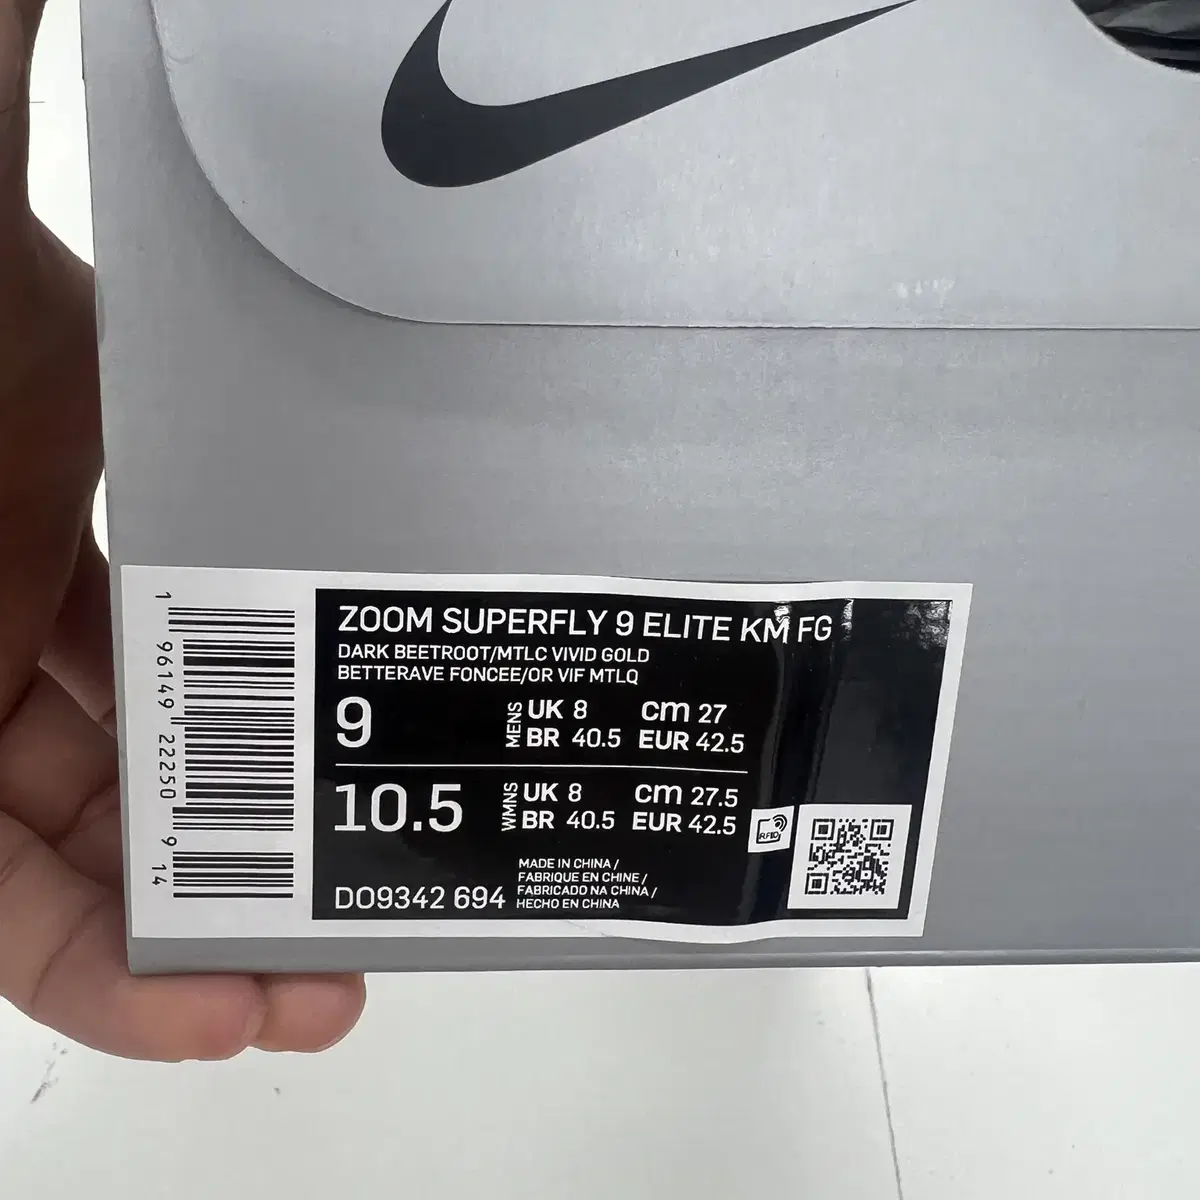 ZOOM SUPERFLY 9 ELITE KM FG
DARK BEETROOT/MTLC VIVID GOLD
BETTERAVE FONCEE/OR VIF MTLQ
9
MENS
UK 8 cm 27
BR 40.5 EUR 42.5
10.5
WMNS
UK 8 cm 27.5
BR 40.5 EUR 42.5
RFID
DO9342 694
MADE IN CHINA /
FABRIQUE EN CHINE /
FABRICADO NA CHINA /
HECHO EN CHINA
1 96149 22250 9 14